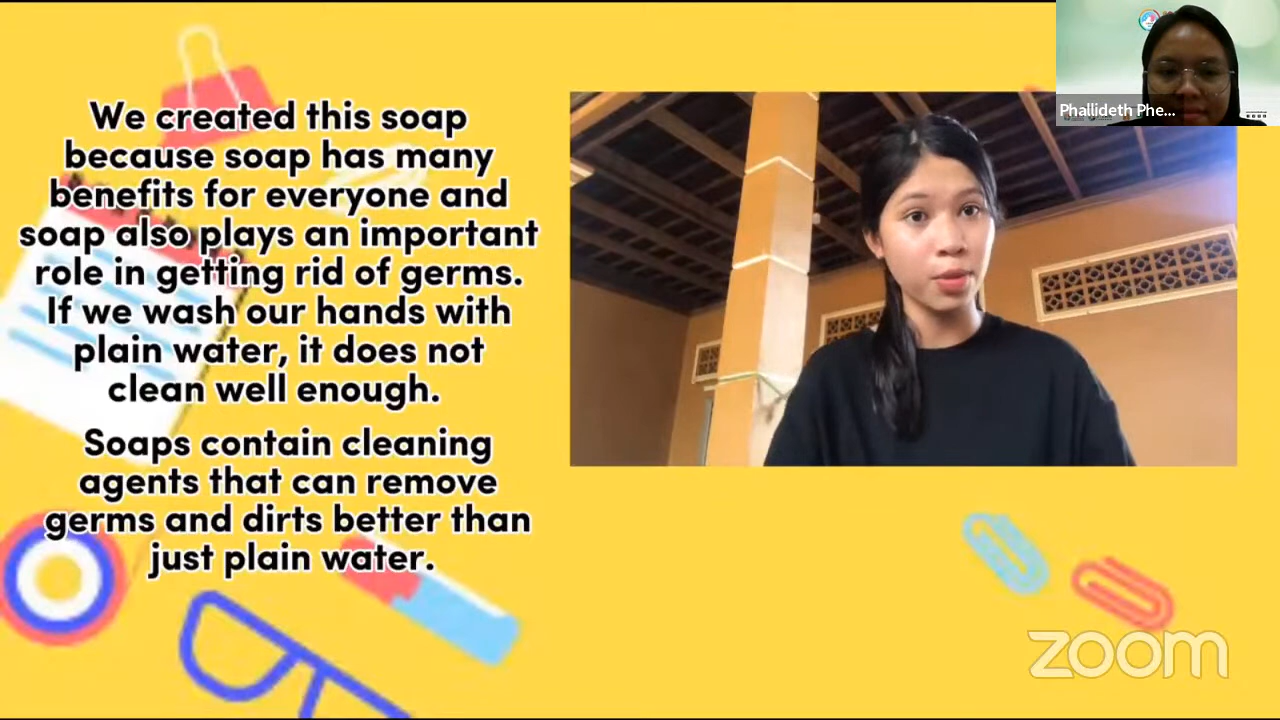 We created this soap
because soap has many
benefits for everyone and
soap also plays an important
role in getting rid of germs.
If we wash our hands with
plain water, it does not
clean well enough.
Soaps contain cleaning
agents that can remove
germs and dirts better than
just plain water.
Phallideth Phe...
zoom